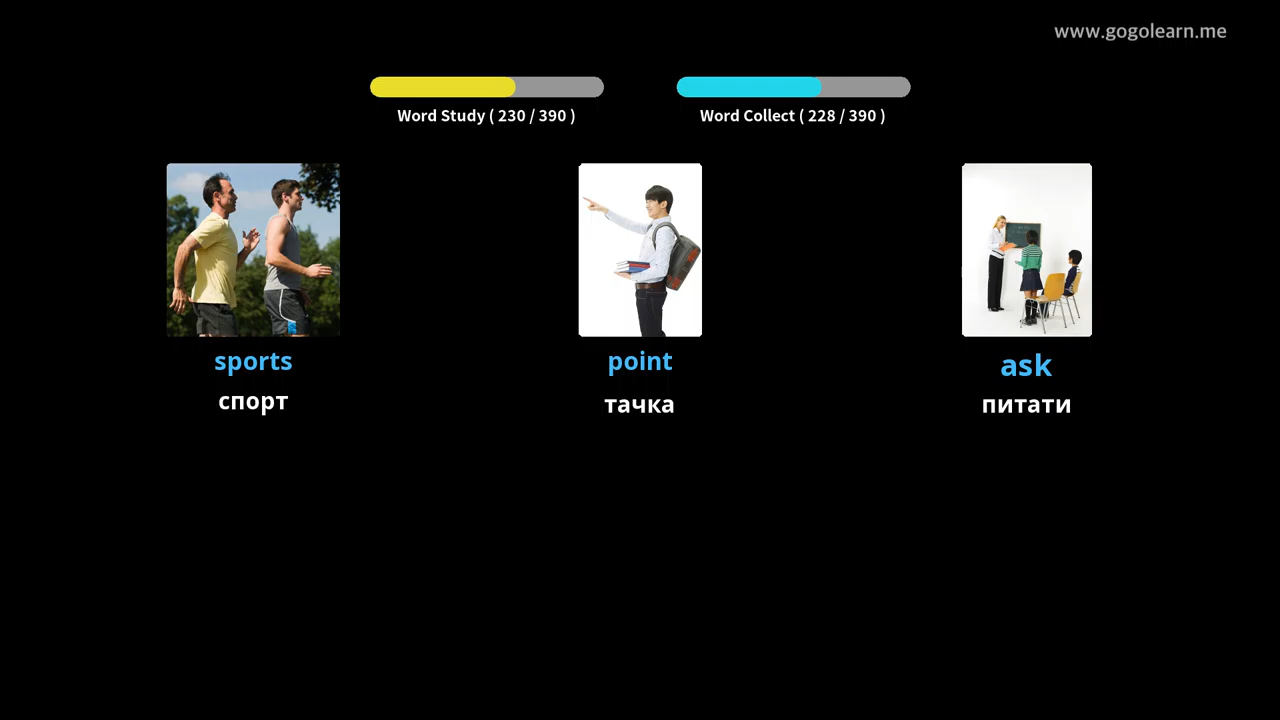 www.gogolearn.me
Word Study ( 230 / 390 )
Word Collect ( 228 / 390 )
sports
point
ask
спорт
тачка
питати